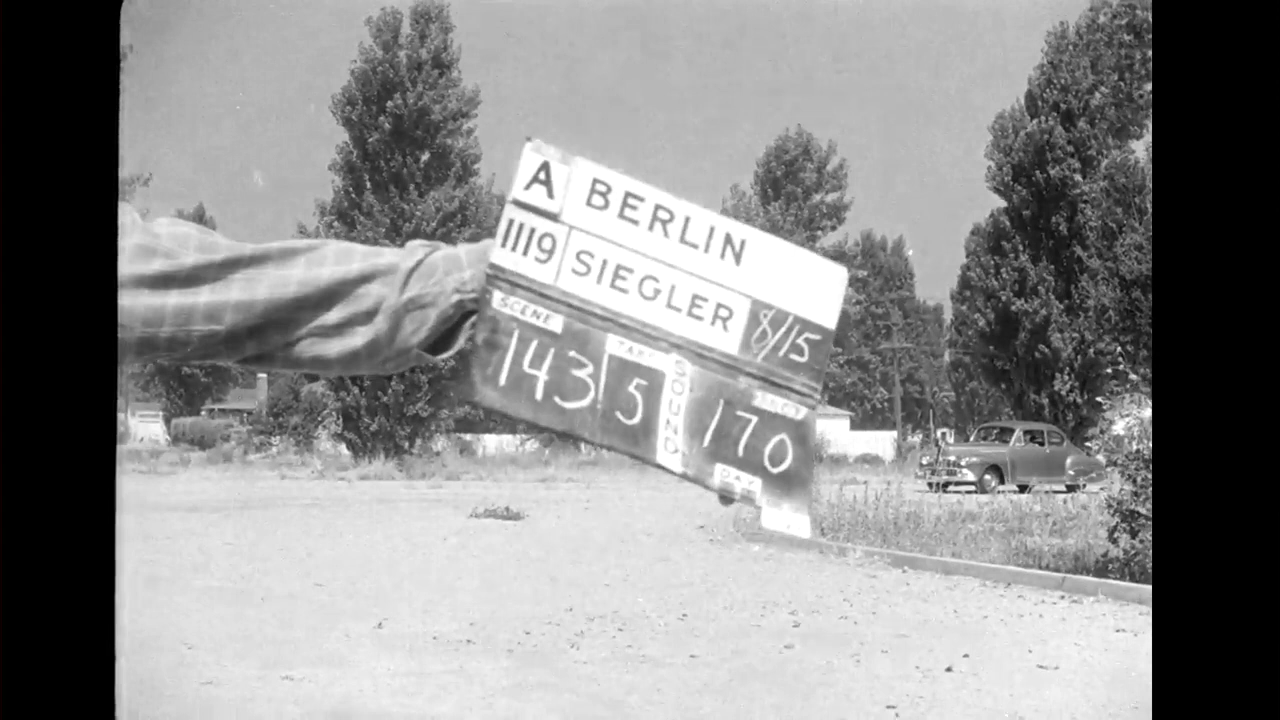 A BERLIN
1119 SIEGLER 8/15
SCENE TAKE SOUND
143 5 170
DAY